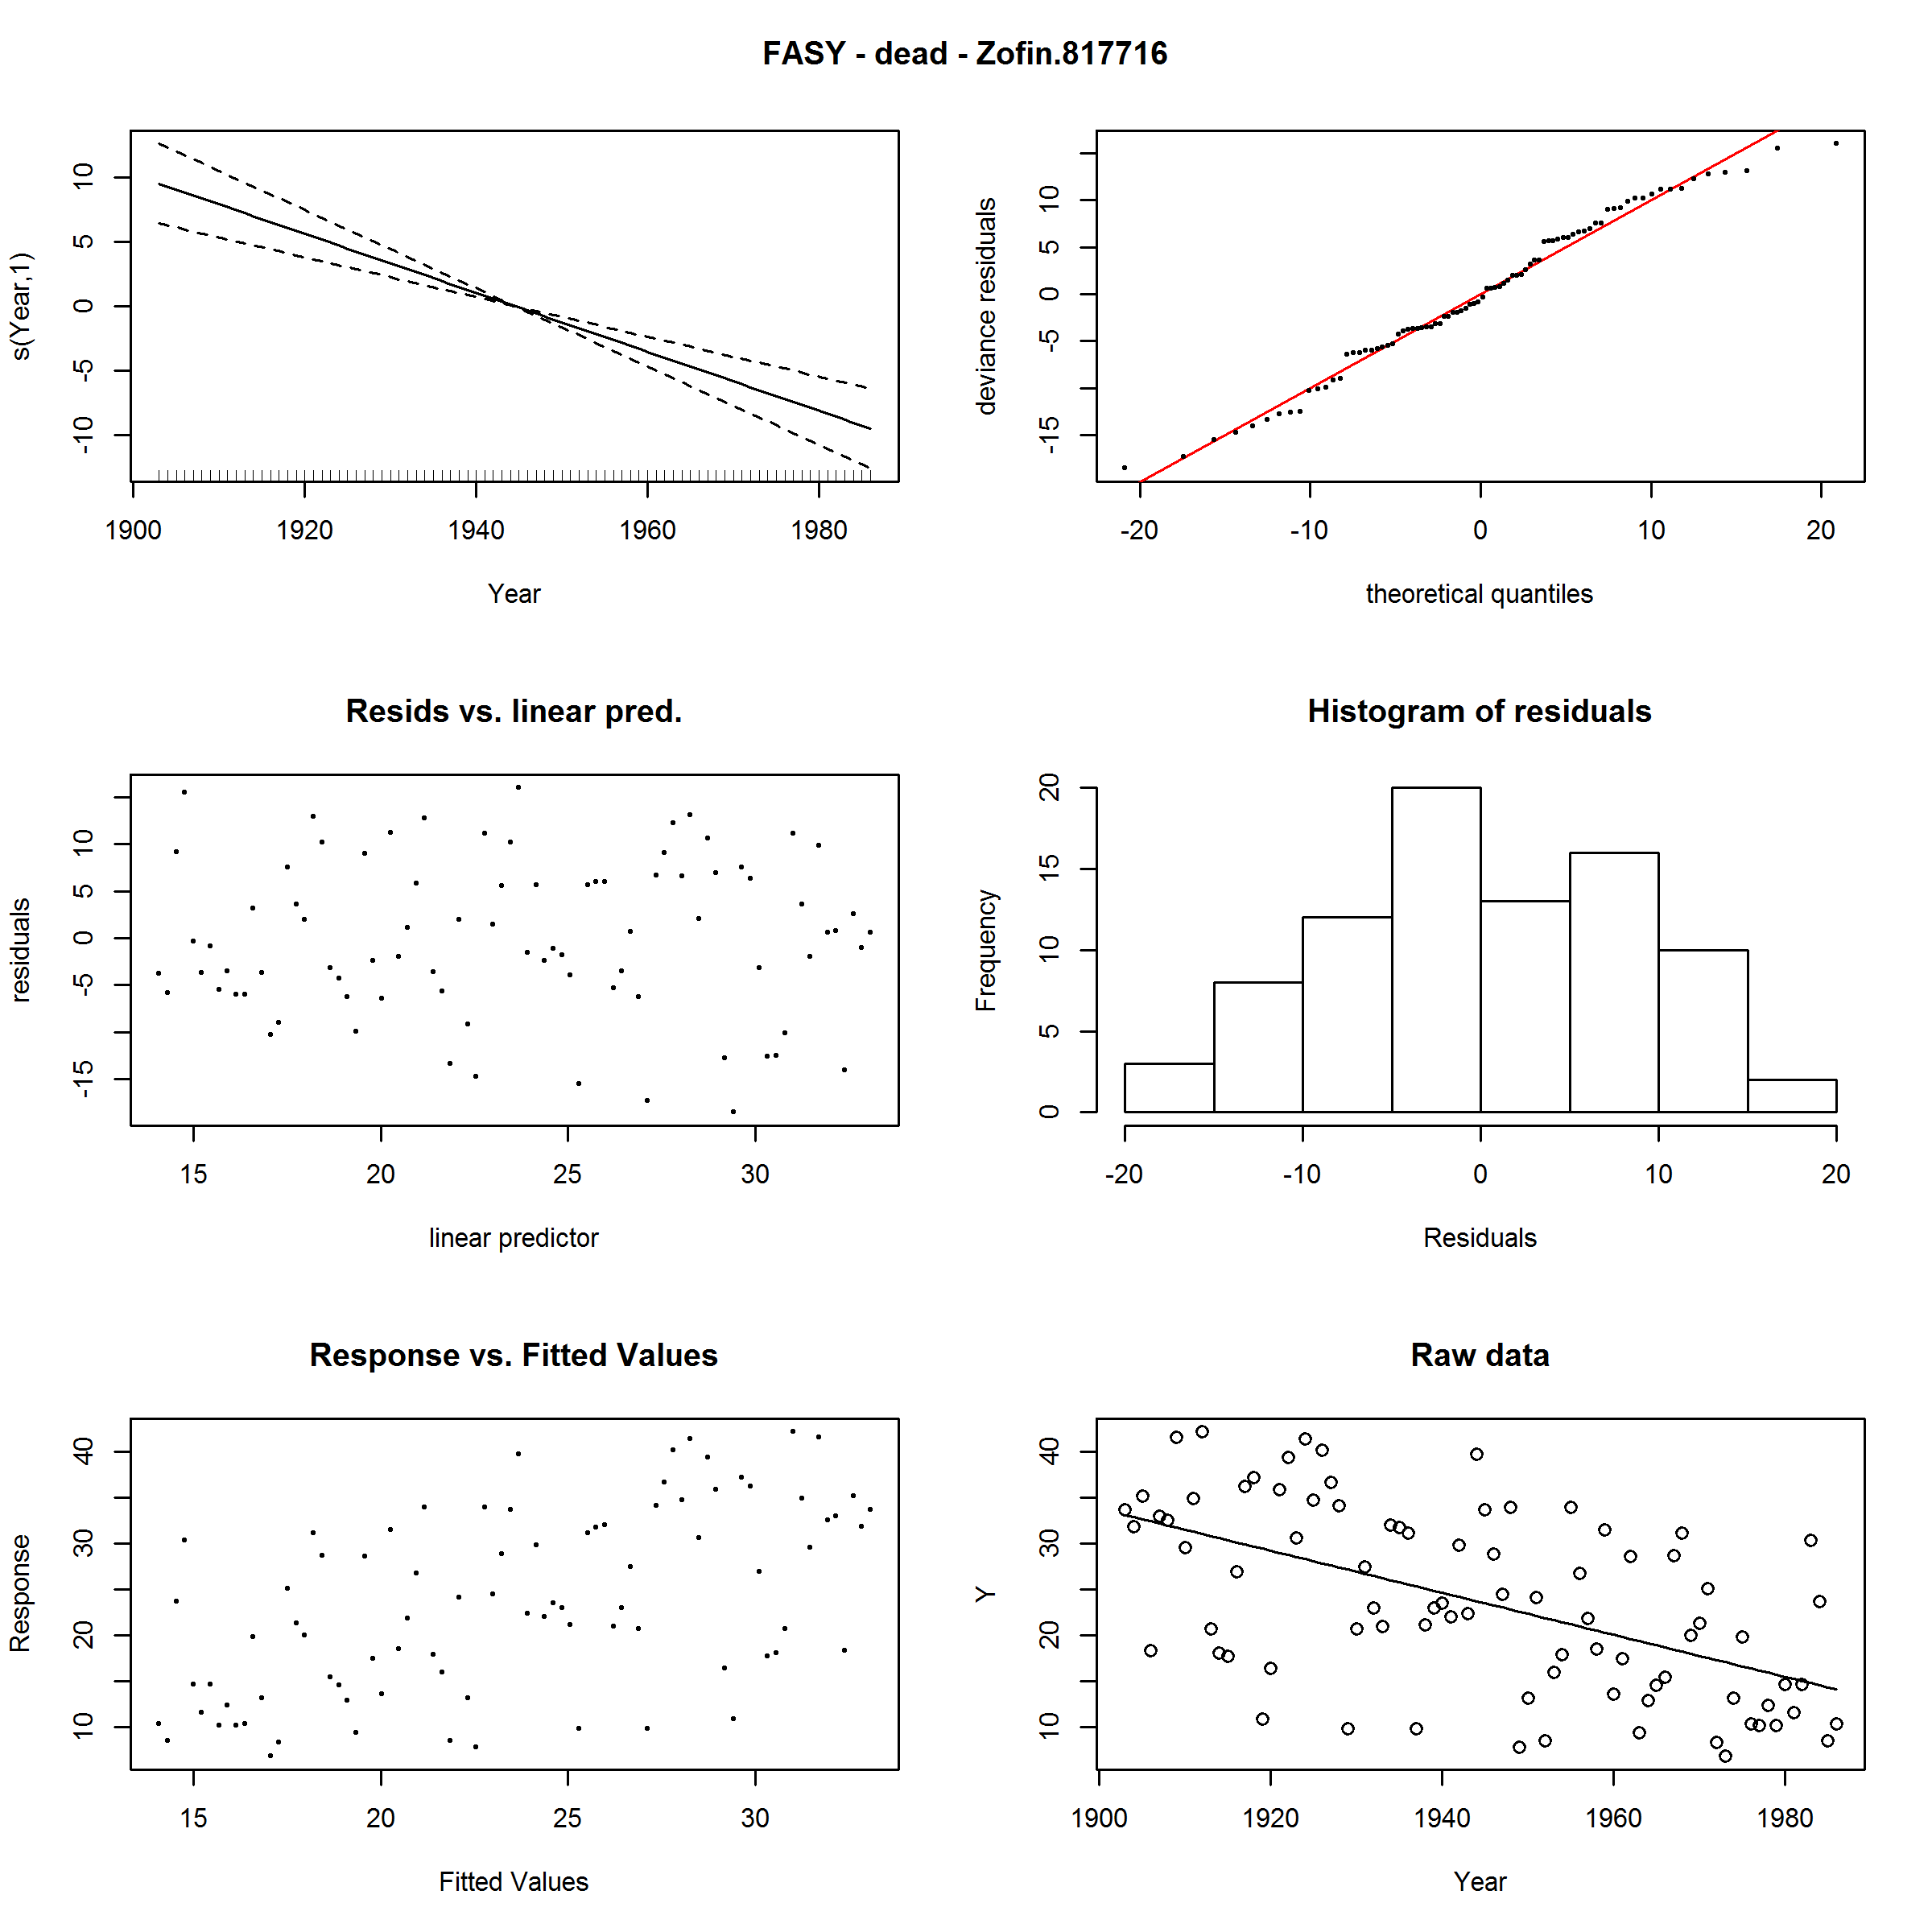 FASY - dead - Zofin.817716
s(Year,1)
10
5
0
-5
-10
1900 1920 1940 1960 1980
Year
deviance residuals
10
5
0
-5
-15
-20 -10 0 10 20
theoretical quantiles
Resids vs. linear pred.
residuals
10
5
0
-5
-15
15 20 25 30
linear predictor
Histogram of residuals
Frequency
20
15
10
5
0
-20 -10 0 10 20
Residuals
Response vs. Fitted Values
Response
40
30
20
10
15 20 25 30
Fitted Values
Raw data
Y
40
30
20
10
1900 1920 1940 1960 1980
Year